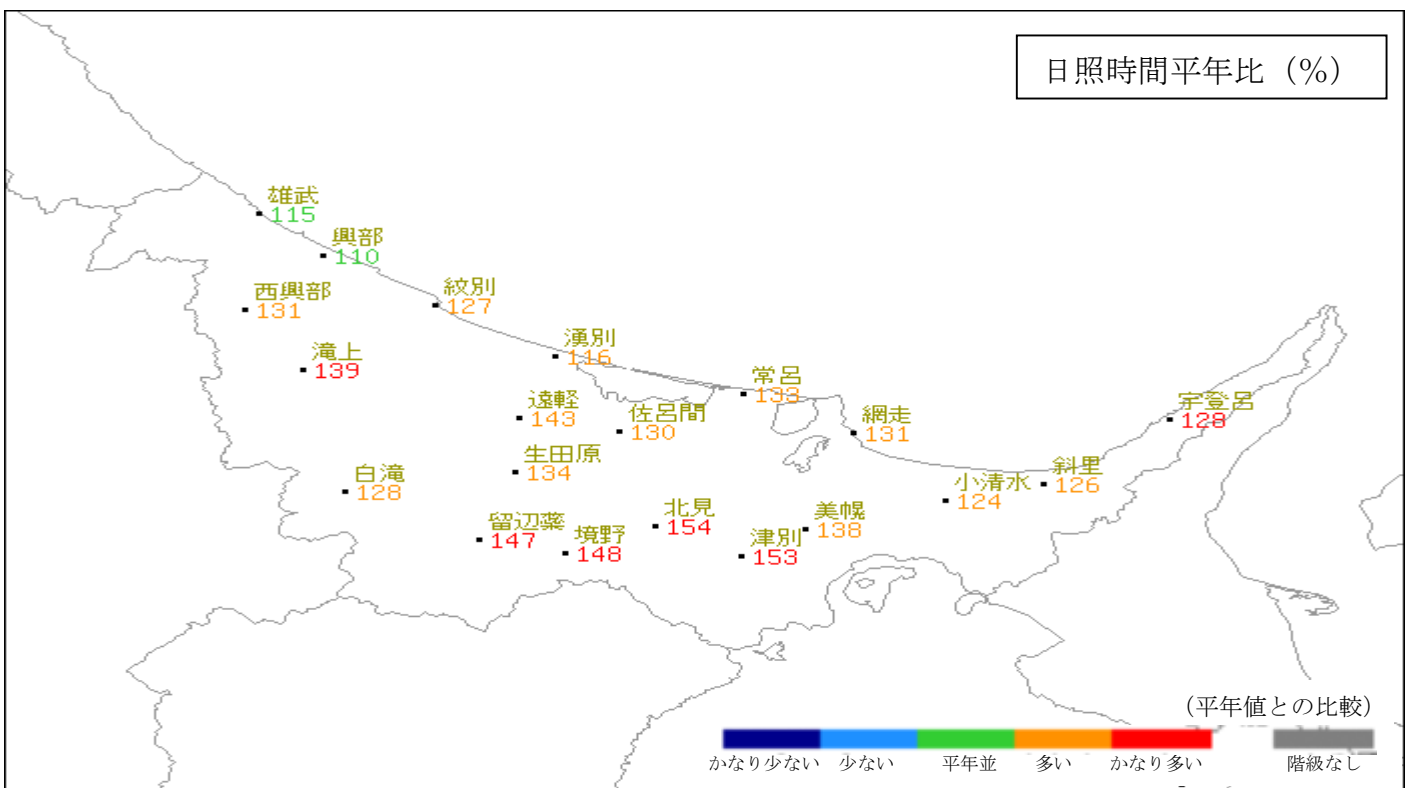 日照時間平年比（％）
雄武
115
興部
110
西興部
131
紋別
127
滝上
139
湧別
116
常呂
133
遠軽
143
佐呂間
130
網走
131
宇登呂
128
生田原
134
白滝
128
斜里
126
小清水
124
北見
154
美幌
138
留辺蘂
147
境野
148
津別
153
（平年値との比較）
かなり少ない 少ない 平年並 多い かなり多い 階級なし